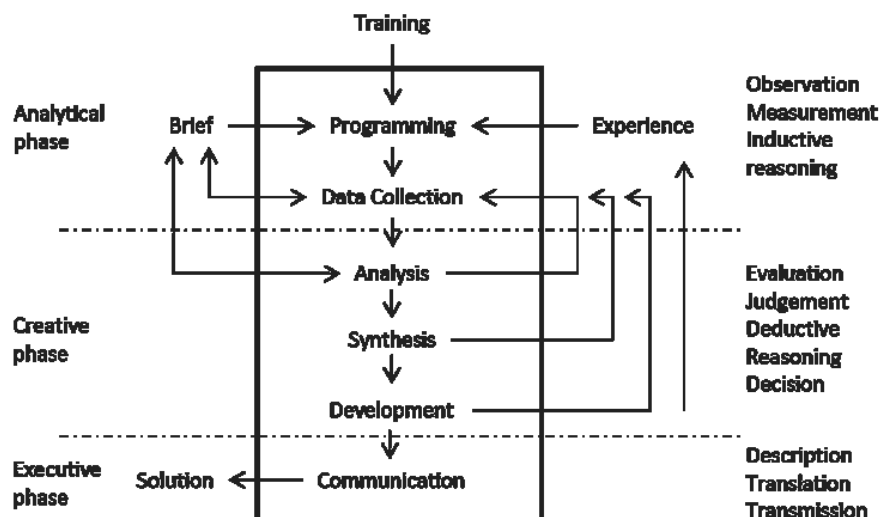 Training
Analytical
phase
Brief
Programming
Experience
Observation
Measurement
Inductive
reasoning
Data Collection
Creative
phase
Analysis
Synthesis
Development
Evaluation
Judgement
Deductive
Reasoning
Decision
Executive
phase
Solution
Communication
Description
Translation
Transmission